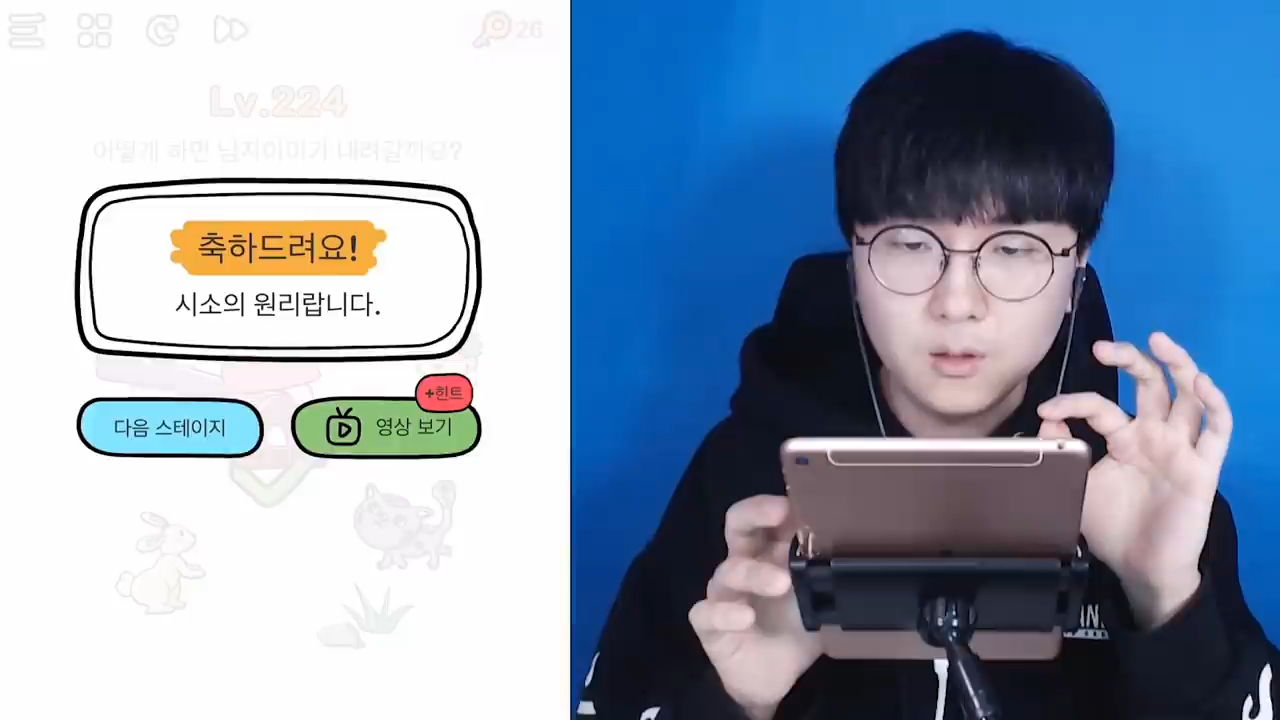 26
Lv.224
어떻게 하면 남자아이가 내려갈까요?
축하드려요!
시소의 원리랍니다.
+힌트
다음 스테이지
영상 보기